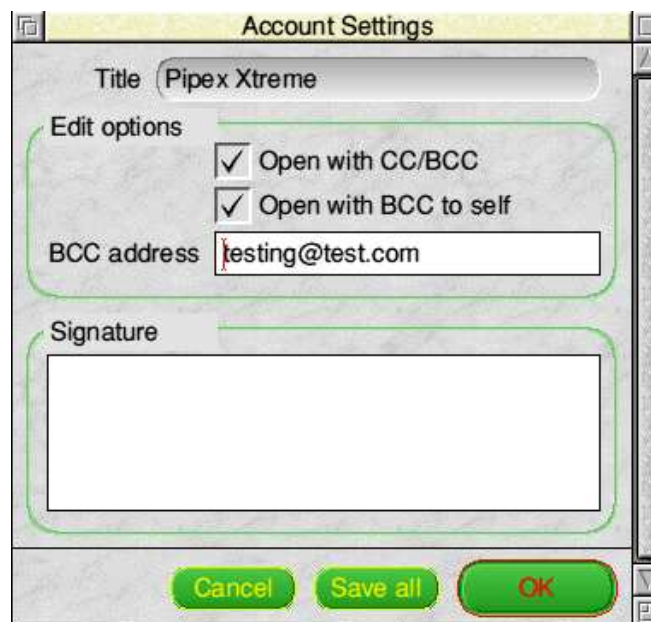 Account Settings
Title Pipex Xtreme
Edit options
Open with CC/BCC
Open with BCC to self
BCC address testing@test.com
Signature
Cancel Save all OK